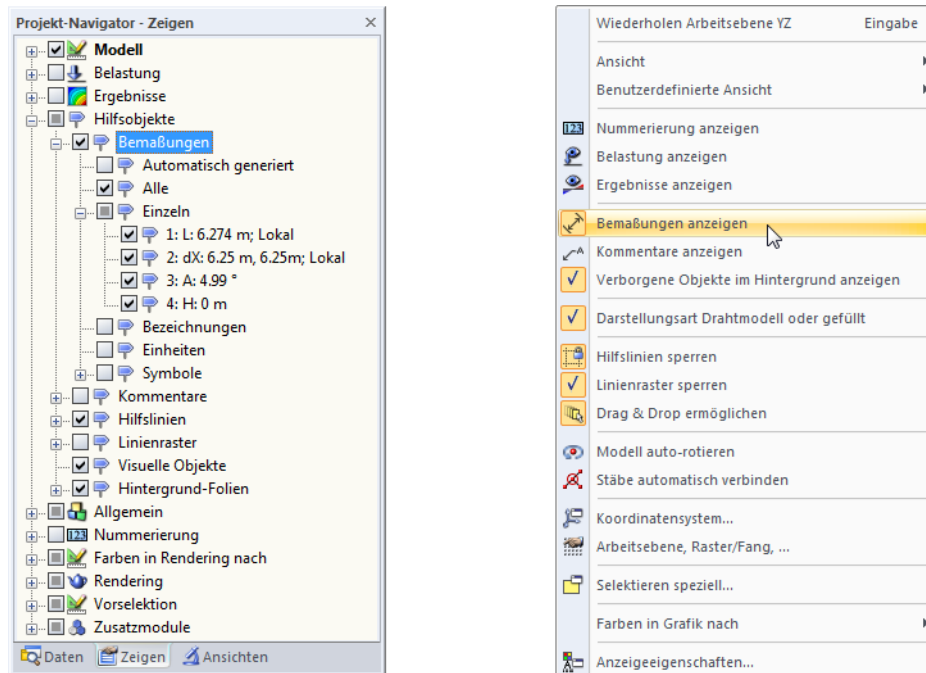 Projekt-Navigator - Zeigen
Modell
Belastung
Ergebnisse
Hilfsobjekte
Bemaßungen
Automatisch generiert
Alle
Einzeln
1: L: 6.274 m; Lokal
2: dX: 6.25 m, 6.25m; Lokal
3: A: 4.99 °
4: H: 0 m
Bezeichnungen
Einheiten
Symbole
Kommentare
Hilfslinien
Linienraster
Visuelle Objekte
Hintergrund-Folien
Allgemein
123 Nummerierung
Farben in Rendering nach
Rendering
Vorselektion
Zusatzmodule
Daten Zeigen Ansichten
Wiederholen Arbeitsebene YZ Eingabe
Ansicht
Benutzerdefinierte Ansicht
123 Nummerierung anzeigen
Belastung anzeigen
Ergebnisse anzeigen
Bemaßungen anzeigen
A Kommentare anzeigen
Verborgene Objekte im Hintergrund anzeigen
Darstellungsart Drahtmodell oder gefüllt
Hilfslinien sperren
Linienraster sperren
Drag & Drop ermöglichen
Modell auto-rotieren
Stäbe automatisch verbinden
Koordinatensystem...
Arbeitsebene, Raster/Fang, ...
Selektieren speziell...
Farben in Grafik nach
Anzeigeeigenschaften...